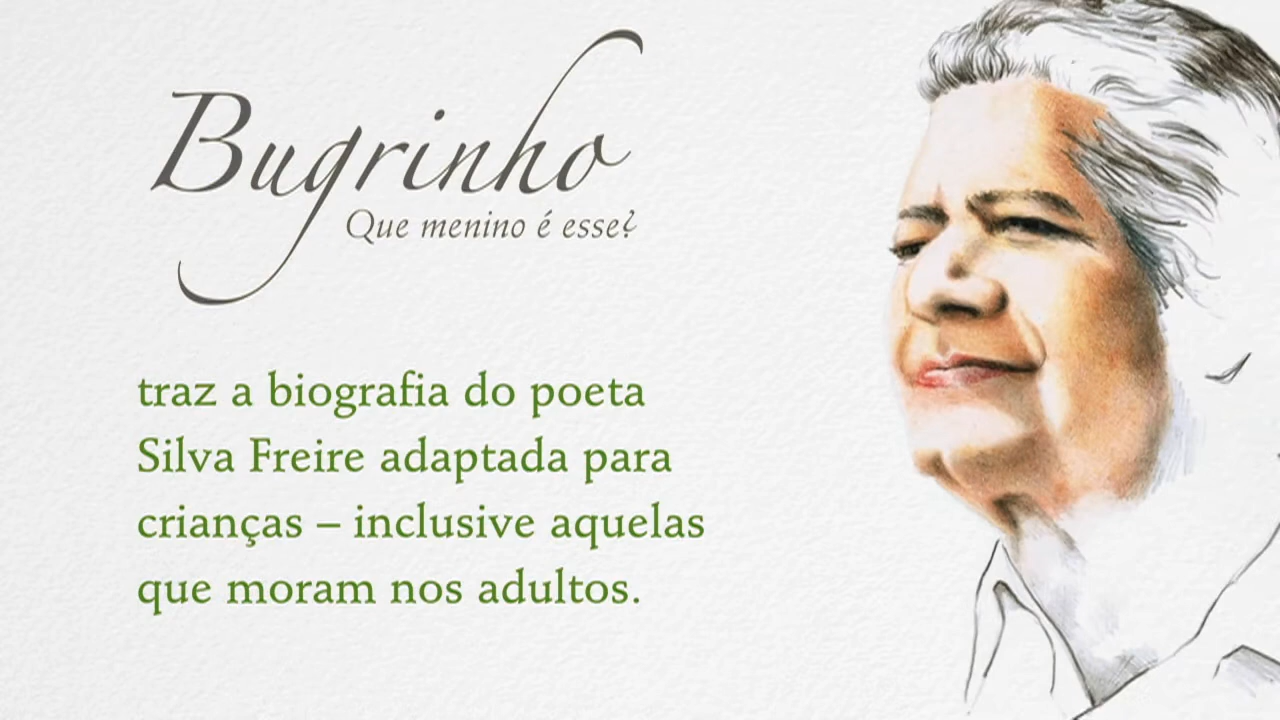 Bugrinho
Que menino é esse?
traz a biografia do poeta
Silva Freire adaptada para
crianças – inclusive aquelas
que moram nos adultos.